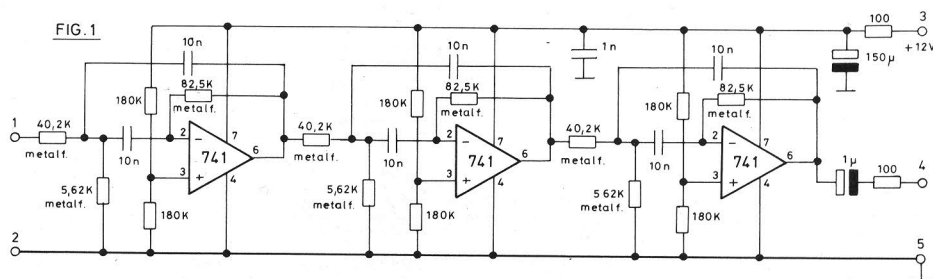 FIG.1
10n
82,5K
metalf.
180K
40,2K
metalf.
10n
5,62K
metalf.
180K
741
2
3
7
6
4
1
2
10n
82,5K
metalf.
180K
40,2K
metalf.
10n
5,62K
metalf.
180K
741
2
3
7
6
4
1n
10n
82,5K
metalf.
180K
40,2K
metalf.
10n
5 62K
metalf.
180K
741
2
3
7
6
4
100
3
+12V
150µ
1µ
100
4
5